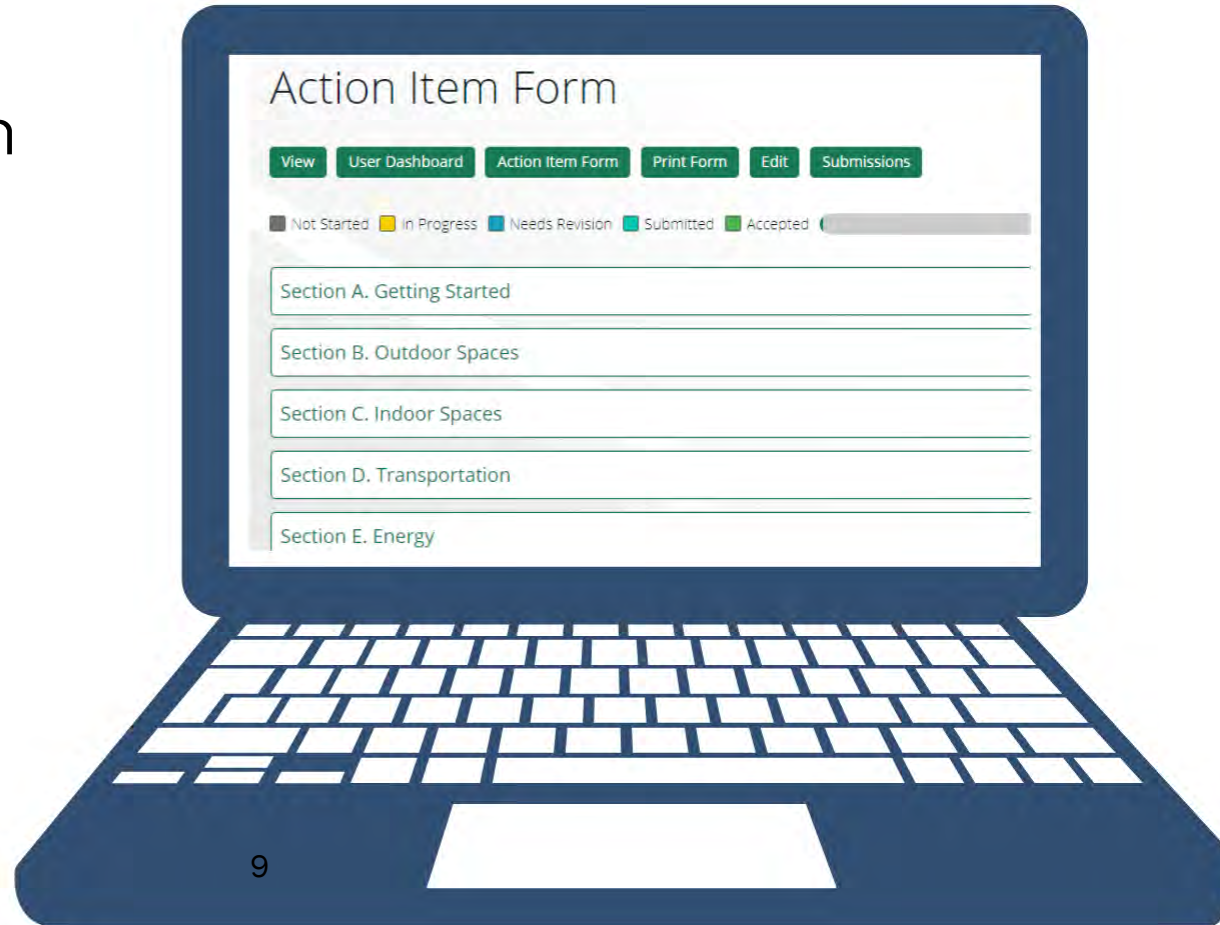 Action Item Form
View User Dashboard Action Item Form Print Form Edit Submissions
Not Started In Progress Needs Revision Submitted Accepted
Section A. Getting Started
Section B. Outdoor Spaces
Section C. Indoor Spaces
Section D. Transportation
Section E. Energy
9